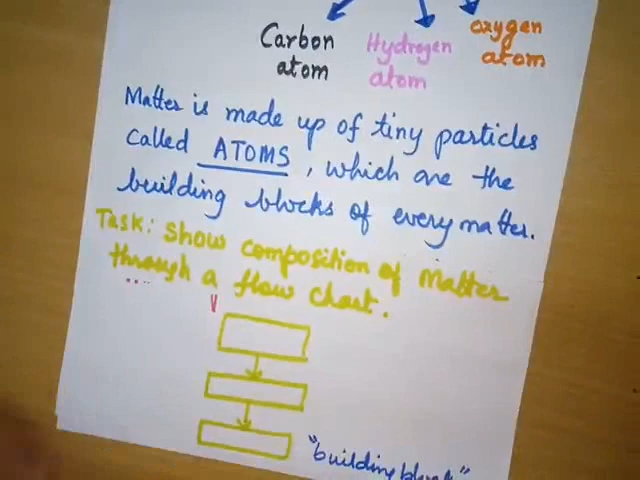 Carbon atom
Hydrogen atom
Oxygen atom
Matter is made up of tiny particles
called ATOMS, which are the
building blocks of every matter.
Task: Show composition of Matter
through a flow chart.
"building blocks"